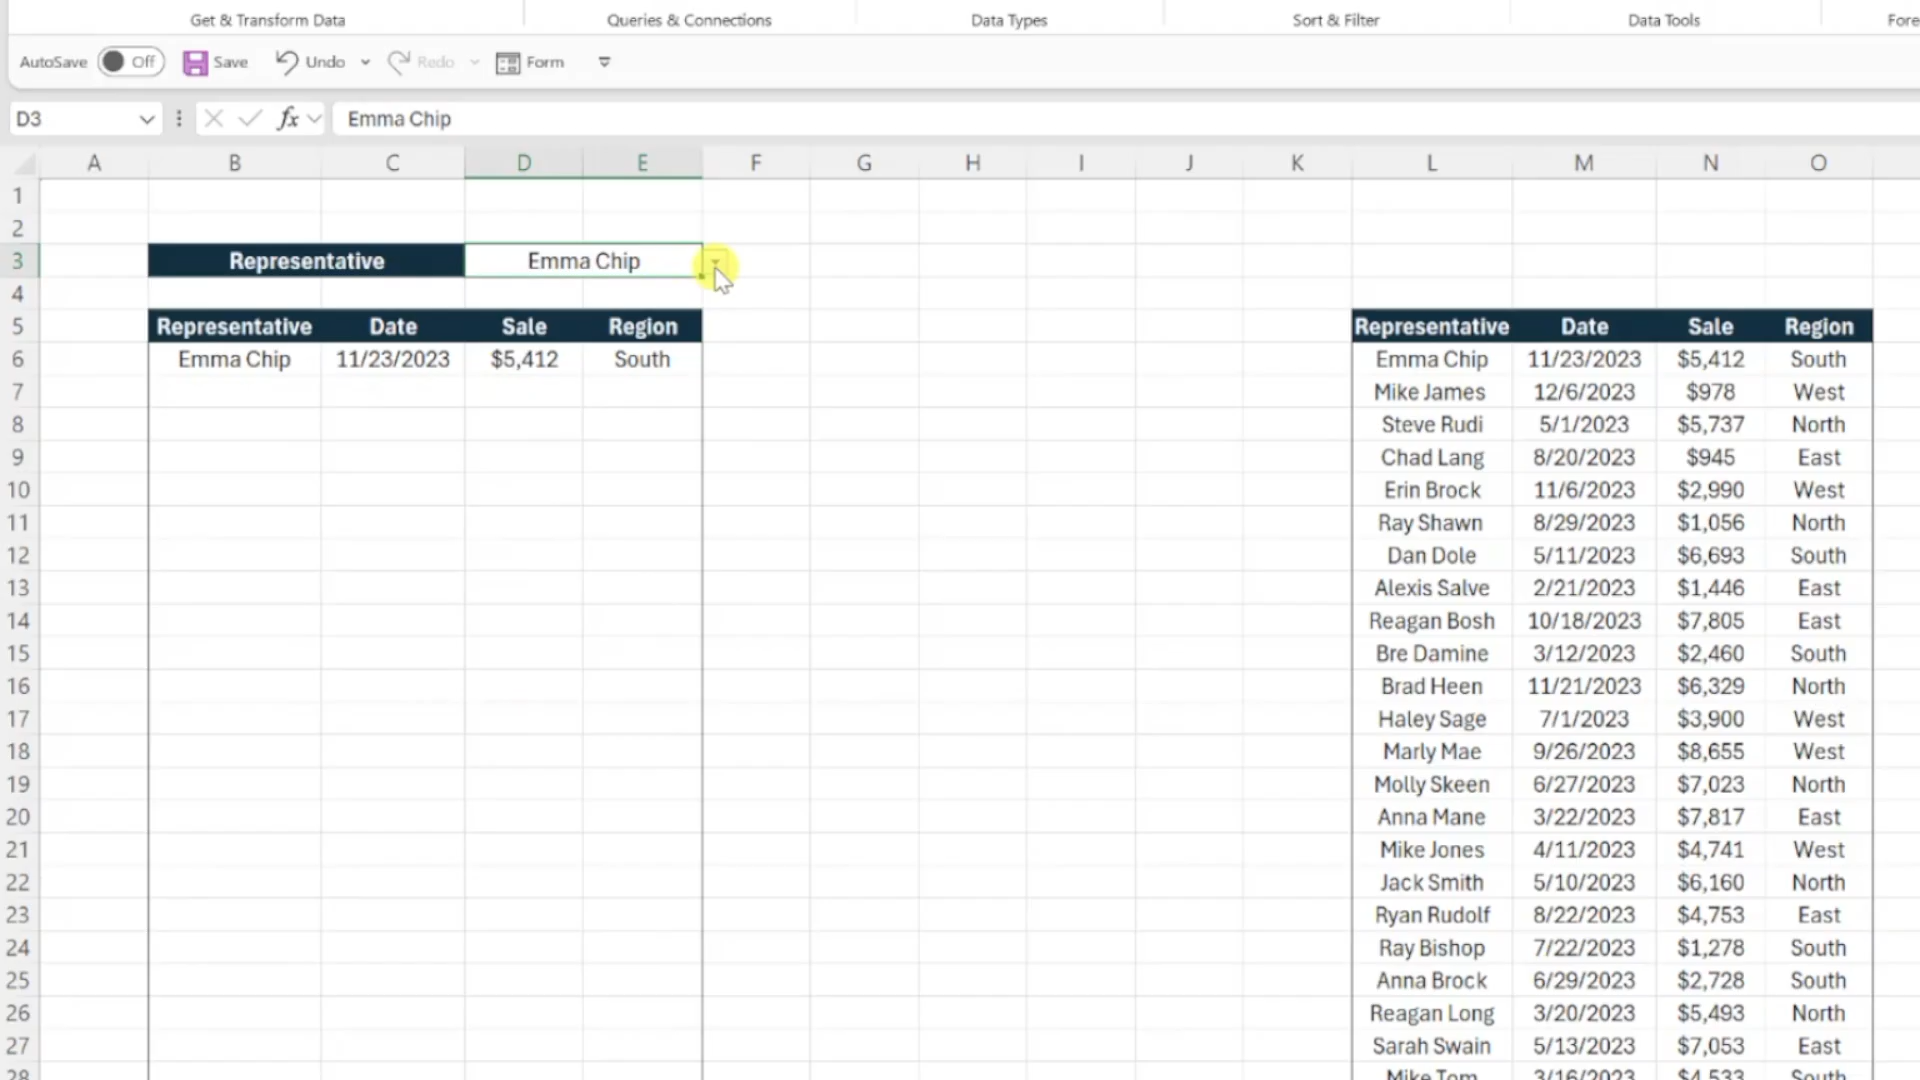 Get & Transform Data Queries & Connections Data Types Sort & Filter Data Tools Fore
AutoSave Off Save Undo Redo Form
D3 fx Emma Chip
A B C D E F G H I J K L M N O
1
2
3 Representative Emma Chip
4
5 Representative Date Sale Region Representative Date Sale Region
6 Emma Chip 11/23/2023 $5,412 South Emma Chip 11/23/2023 $5,412 South
7 Mike James 12/6/2023 $978 West
8 Steve Rudi 5/1/2023 $5,737 North
9 Chad Lang 8/20/2023 $945 East
10 Erin Brock 11/6/2023 $2,990 West
11 Ray Shawn 8/29/2023 $1,056 North
12 Dan Dole 5/11/2023 $6,693 South
13 Alexis Salve 2/21/2023 $1,446 East
14 Reagan Bosh 10/18/2023 $7,805 East
15 Bre Damine 3/12/2023 $2,460 South
16 Brad Heen 11/21/2023 $6,329 North
17 Haley Sage 7/1/2023 $3,900 West
18 Marly Mae 9/26/2023 $8,655 West
19 Molly Skeen 6/27/2023 $7,023 North
20 Anna Mane 3/22/2023 $7,817 East
21 Mike Jones 4/11/2023 $4,741 West
22 Jack Smith 5/10/2023 $6,160 North
23 Ryan Rudolf 8/22/2023 $4,753 East
24 Ray Bishop 7/22/2023 $1,278 South
25 Anna Brock 6/29/2023 $2,728 South
26 Reagan Long 3/20/2023 $5,493 North
27 Sarah Swain 5/13/2023 $7,053 East
28 Mike Tom 3/16/2023 $4,533 South